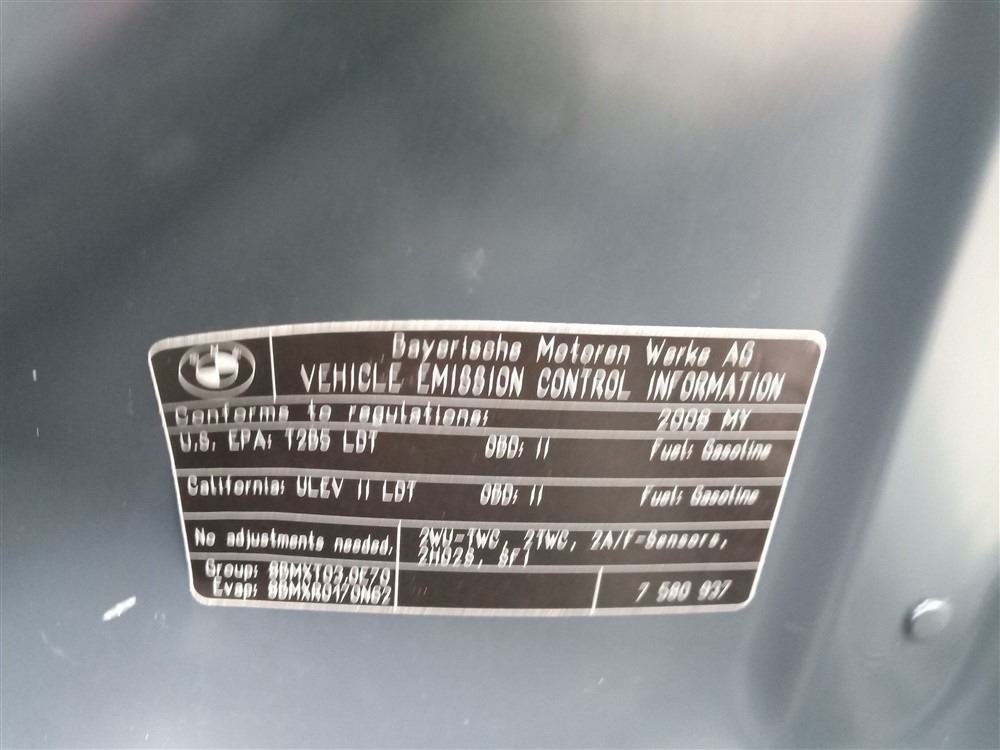 BMW
Bayerische Motoren Werke AG
VEHICLE EMISSION CONTROL INFORMATION
Conforms to regulations: 2008 MY
U.S. EPA: T2B5 LDT OBD: II Fuel: Gasoline
California: ULEV II LDT OBD: II Fuel: Gasoline
No adjustments needed.
2WU-TWC, 2TWC, 2A/F-Sensors,
2HO2S, SFI
Group: 8BMXT03.0E70
Evap: 8BMXR0170N62
7 580 937